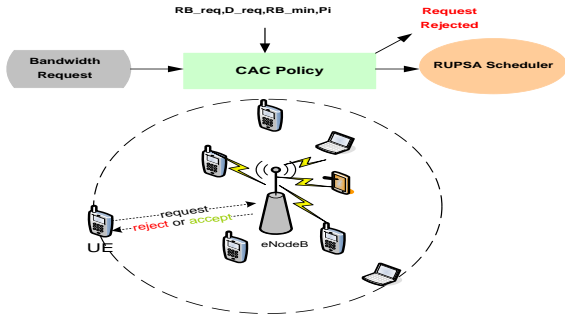 RB_req,D_req,RB_min,Pi
Request
Rejected
Bandwidth
Request
CAC Policy
RUPSA Scheduler
request
reject or accept
UE
eNodeB